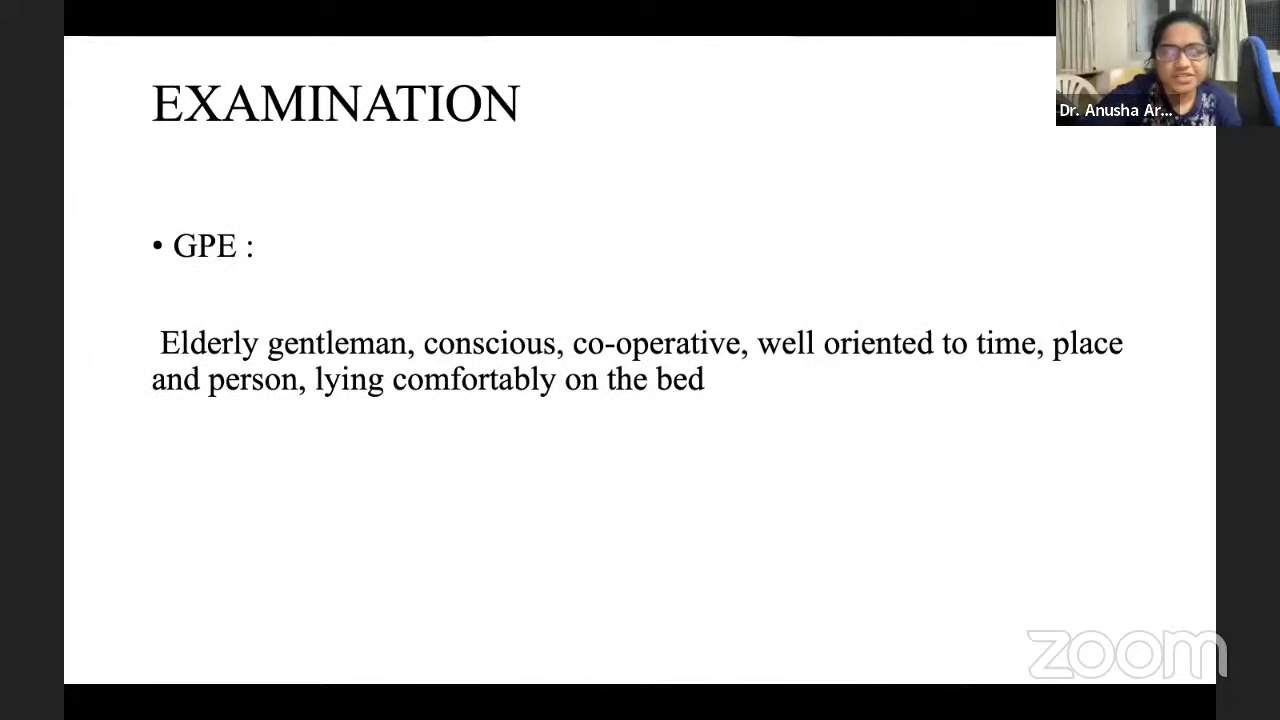 EXAMINATION
Dr. Anusha Ar...
• GPE :
Elderly gentleman, conscious, co-operative, well oriented to time, place
and person, lying comfortably on the bed
zoom